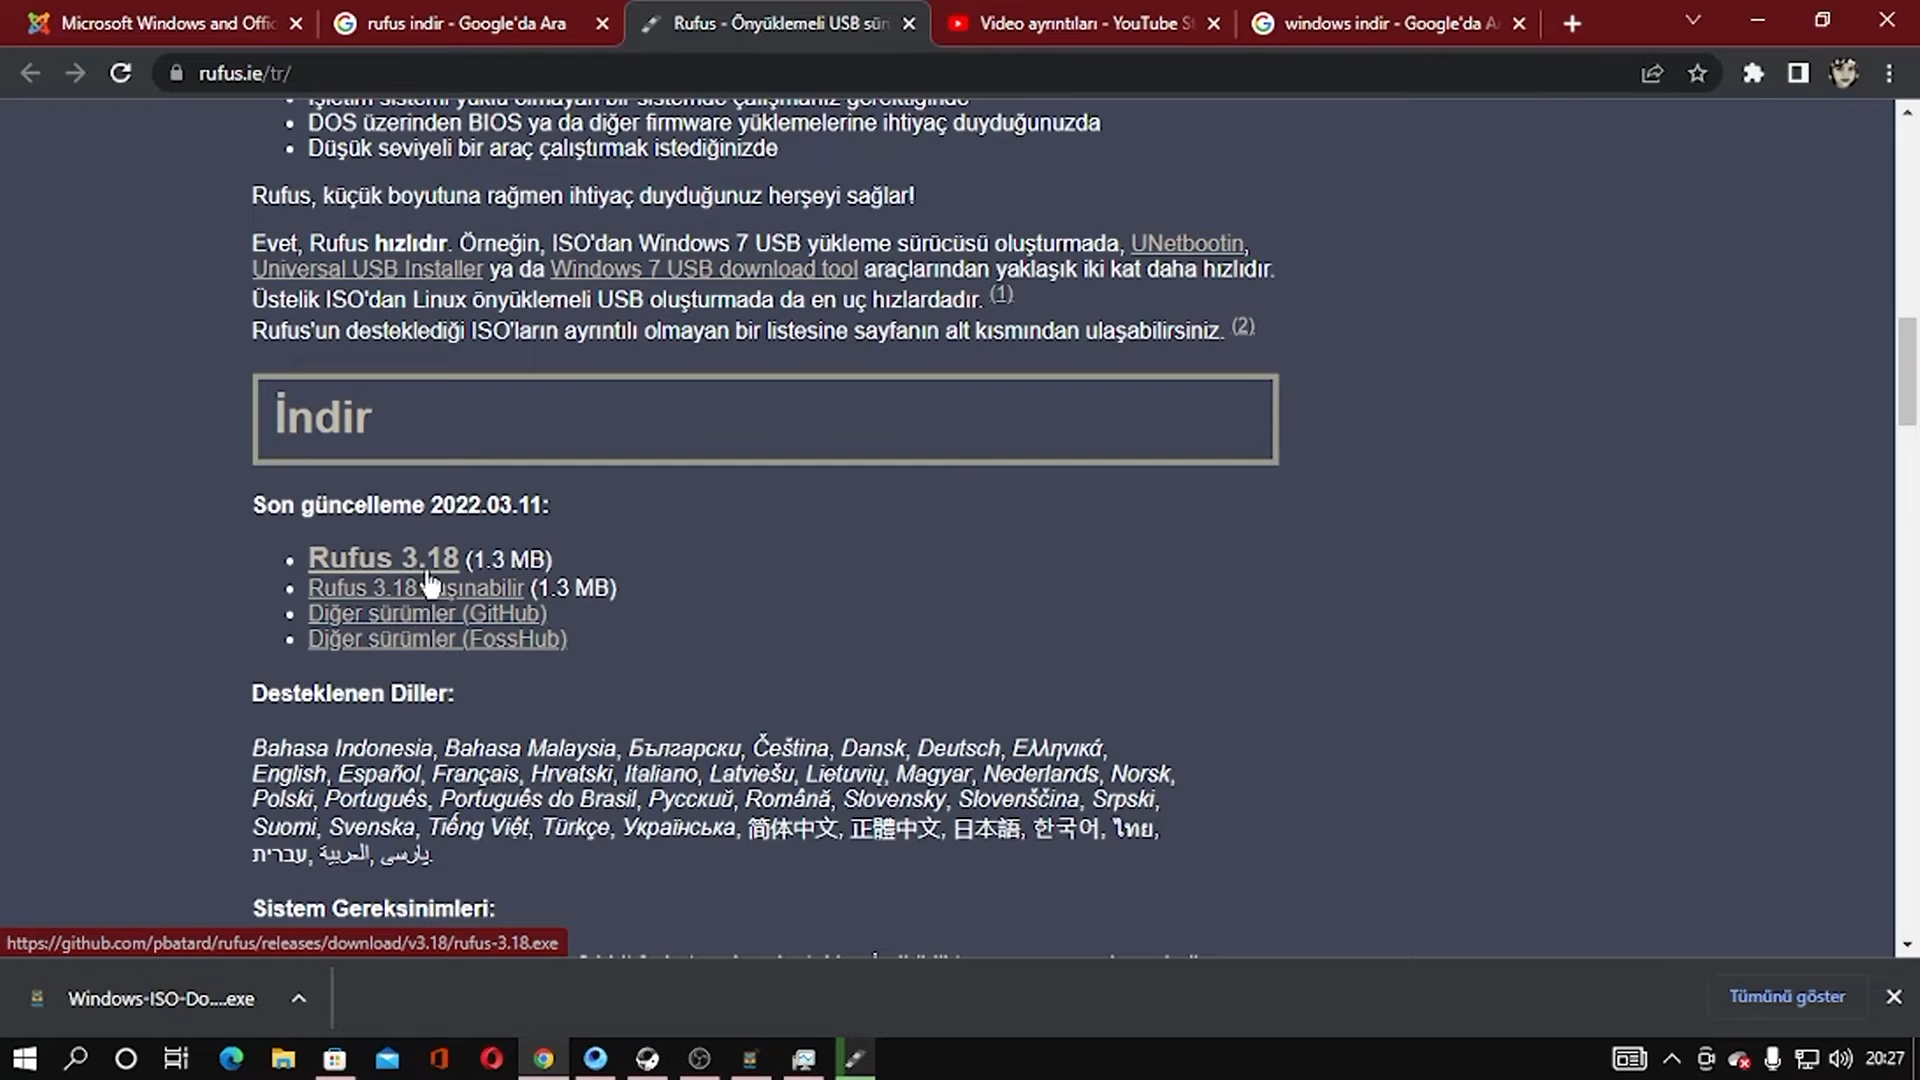 Microsoft Windows and Offic
rufus indir - Google'da Ara
Rufus - Önyüklemeli USB sür
Video ayrıntıları - YouTube St
windows indir - Google'da A
rufus.ie/tr/
İşletim sistemi yüklü olmayan bir sistemde çalışmanız gerektiğinde
DOS üzerinden BIOS ya da diğer firmware yüklemelerine ihtiyaç duyduğunuzda
Düşük seviyeli bir araç çalıştırmak istediğinizde
Rufus, küçük boyutuna rağmen ihtiyaç duyduğunuz herşeyi sağlar!
Evet, Rufus hızlıdır. Örneğin, ISO'dan Windows 7 USB yükleme sürücüsü oluşturmada, UNetbootin,
Universal USB Installer ya da Windows 7 USB download tool araçlarından yaklaşık iki kat daha hızlıdır.
Üstelik ISO'dan Linux önyüklemeli USB oluşturmada da en uç hızlardadır. (1)
Rufus'un desteklediği ISO'ların ayrıntılı olmayan bir listesine sayfanın alt kısmından ulaşabilirsiniz. (2)
İndir
Son güncelleme 2022.03.11:
Rufus 3.18 (1.3 MB)
Rufus 3.18 aşınabilir (1.3 MB)
Diğer sürümler (GitHub)
Diğer sürümler (FossHub)
Desteklenen Diller:
Bahasa Indonesia, Bahasa Malaysia, Български, Čeština, Dansk, Deutsch, Ελληνικά,
English, Español, Français, Hrvatski, Italiano, Latviešu, Lietuvių, Magyar, Nederlands, Norsk,
Polski, Português, Português do Brasil, Русский, Română, Slovensky, Slovenščina, Srpski,
Suomi, Svenska, Tiếng Việt, Türkçe, Українська, 简体中文, 正體中文, 日本語, 한국어, ไทย,
עברית, العربية, پارسی.
Sistem Gereksinimleri:
https://github.com/pbatard/rufus/releases/download/v3.18/rufus-3.18.exe
Windows-ISO-Do....exe
Tümünü göster
20:27